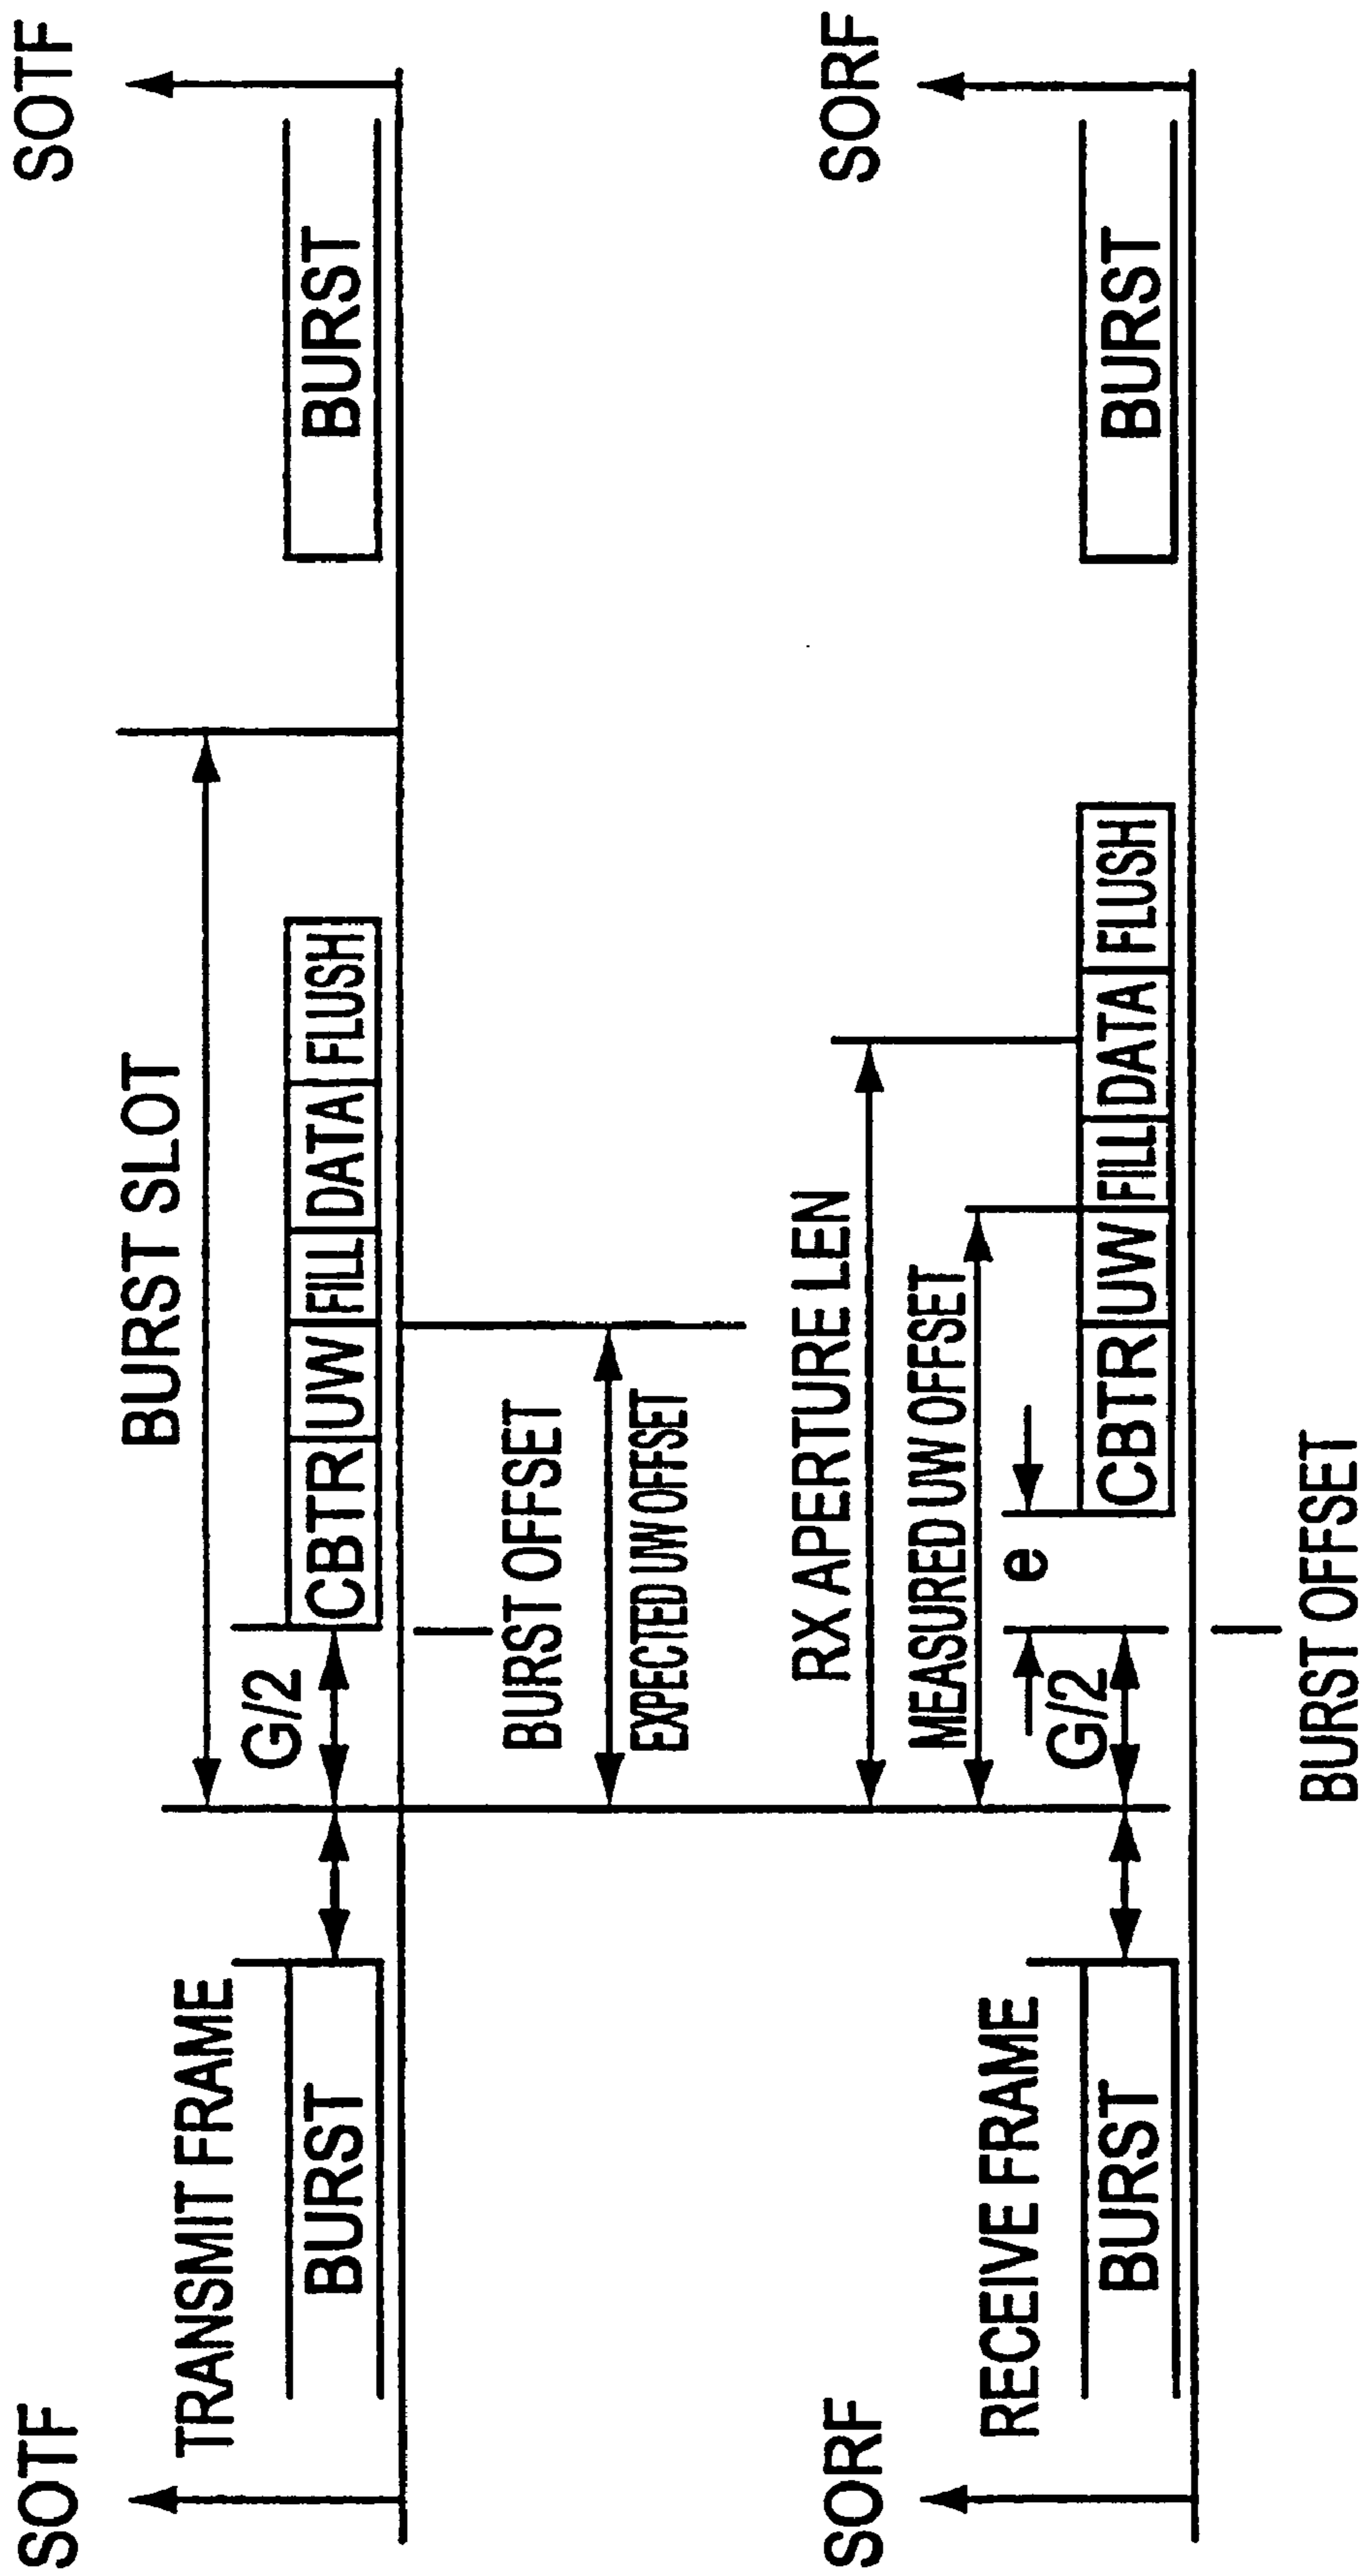 SOTF
SOTF
BURST SLOT
TRANSMIT FRAME
G/2
BURST
CBTR UW FILL DATA FLUSH
BURST
BURST OFFSET
EXPECTED UW OFFSET
SORF
SORF
RX APERTURE LEN
MEASURED UW OFFSET
RECEIVE FRAME
e
G/2
BURST
CBTR UW FILL DATA FLUSH
BURST
BURST OFFSET